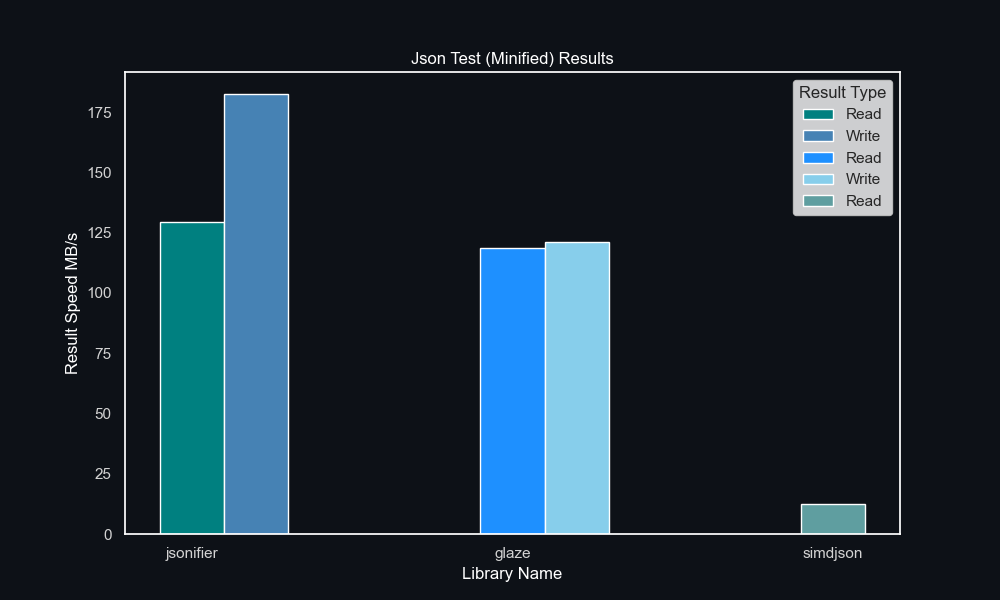 Json Test (Minified) Results
Result Type
Read
Write
Read
Write
Read
175
150
125
100
75
50
25
0
Result Speed MB/s
jsonifier
glaze
simdjson
Library Name